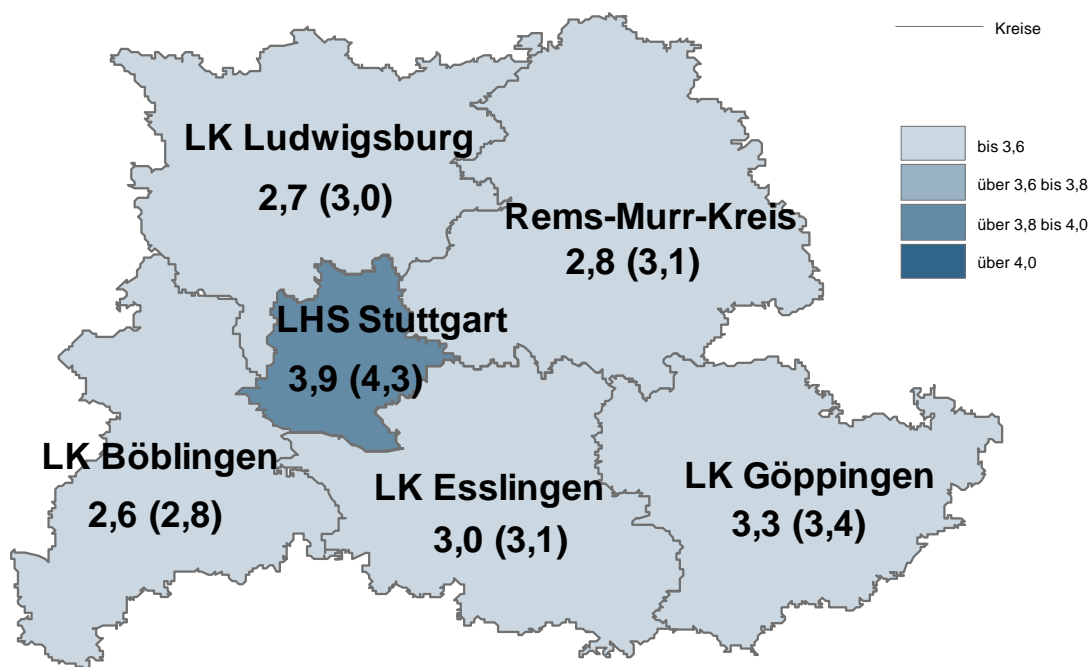 Kreise
bis 3,6
über 3,6 bis 3,8
über 3,8 bis 4,0
über 4,0
LK Ludwigsburg
2,7 (3,0)
Rems-Murr-Kreis
2,8 (3,1)
LHS Stuttgart
3,9 (4,3)
LK Böblingen
2,6 (2,8)
LK Esslingen
3,0 (3,1)
LK Göppingen
3,3 (3,4)